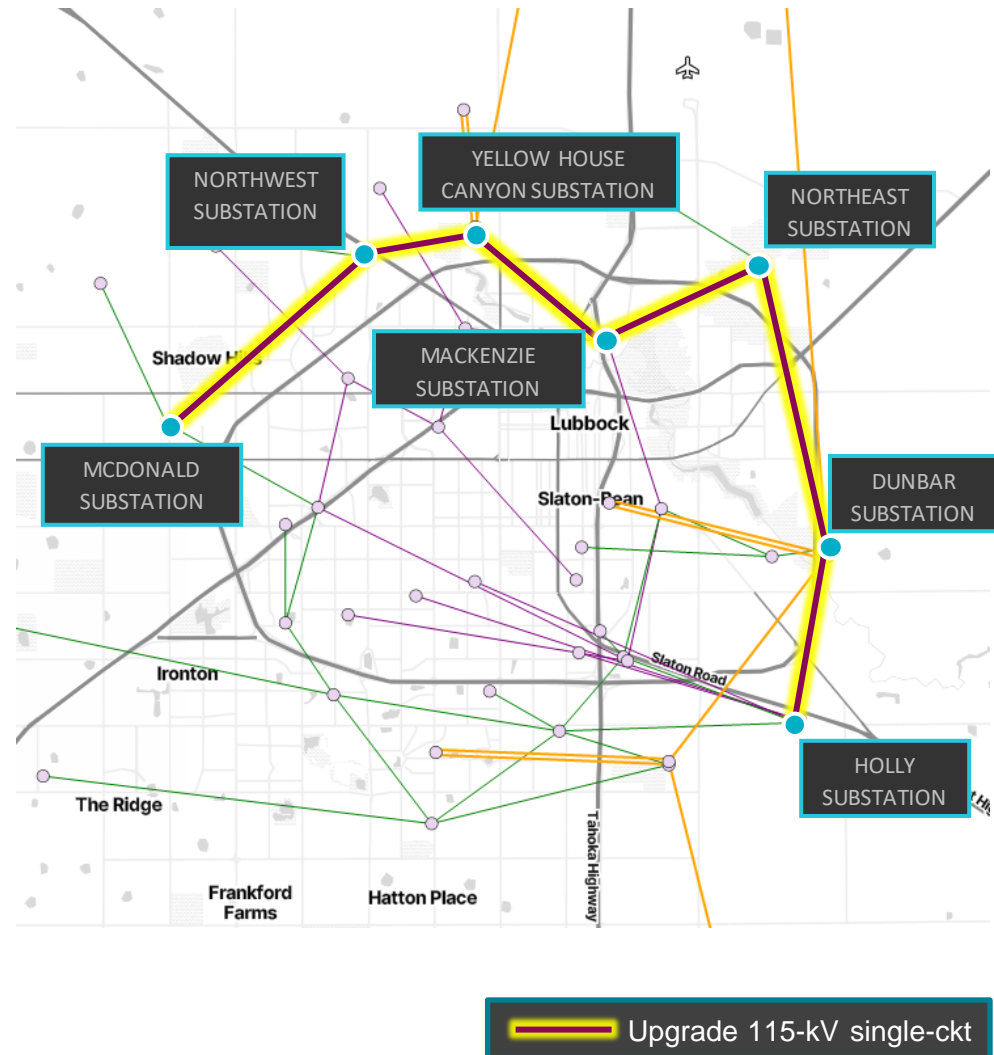 YELLOW HOUSE
CANYON SUBSTATION
NORTHWEST
SUBSTATION
NORTHEAST
SUBSTATION
MACKENZIE
SUBSTATION
Shadow Hills
Lubbock
MCDONALD
SUBSTATION
DUNBAR
SUBSTATION
Slaton-Bean
Slaton Road
Ironton
HOLLY
SUBSTATION
The Ridge
Tahoka Highway
Frankford
Farms
Hatton Place
Upgrade 115-kV single-ckt